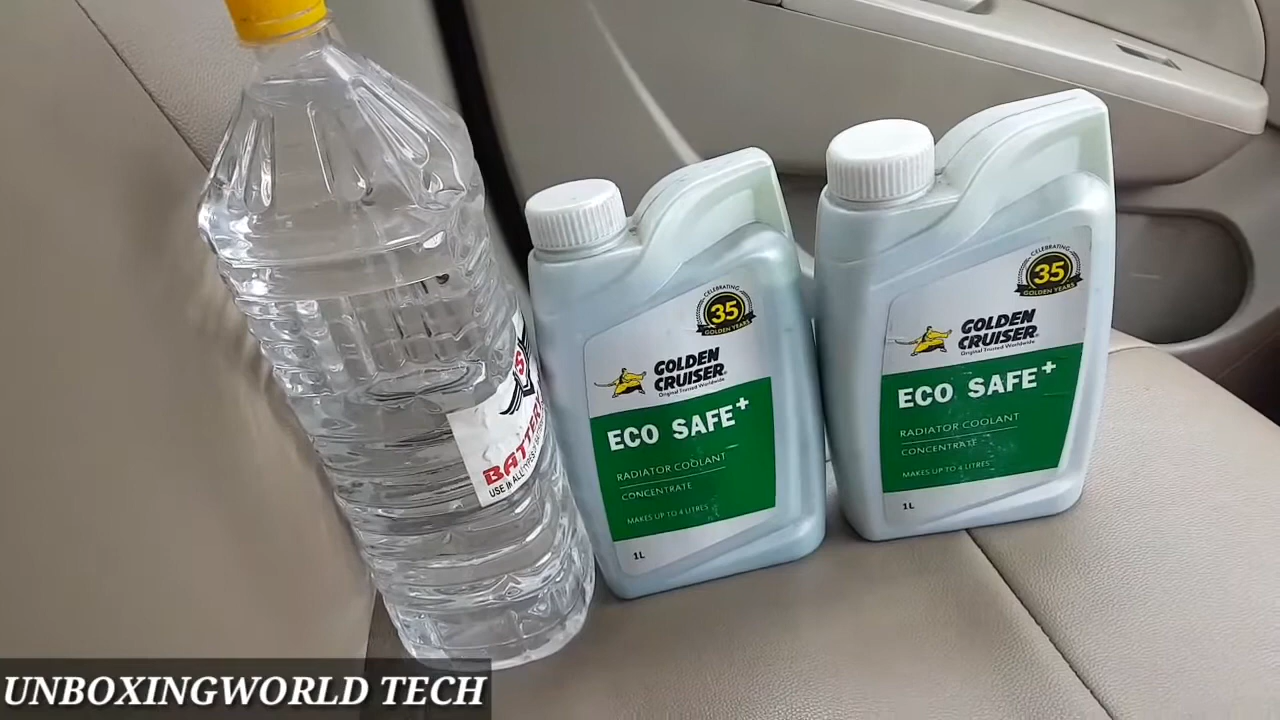 BATTERY
USE IN ALL TYPES
CELEBRATING
35
GOLDEN YEARS
GOLDEN
CRUISER
Original Trusted Worldwide
ECO SAFE+
RADIATOR COOLANT
CONCENTRATE
MAKES UP TO 4 LITRES
1L
CELEBRATING
35
GOLDEN YEARS
GOLDEN
CRUISER
Original Trusted Worldwide
ECO SAFE+
RADIATOR COOLANT
CONCENTRATE
MAKES UP TO 4 LITRES
1L
UNBOXINGWORLD TECH